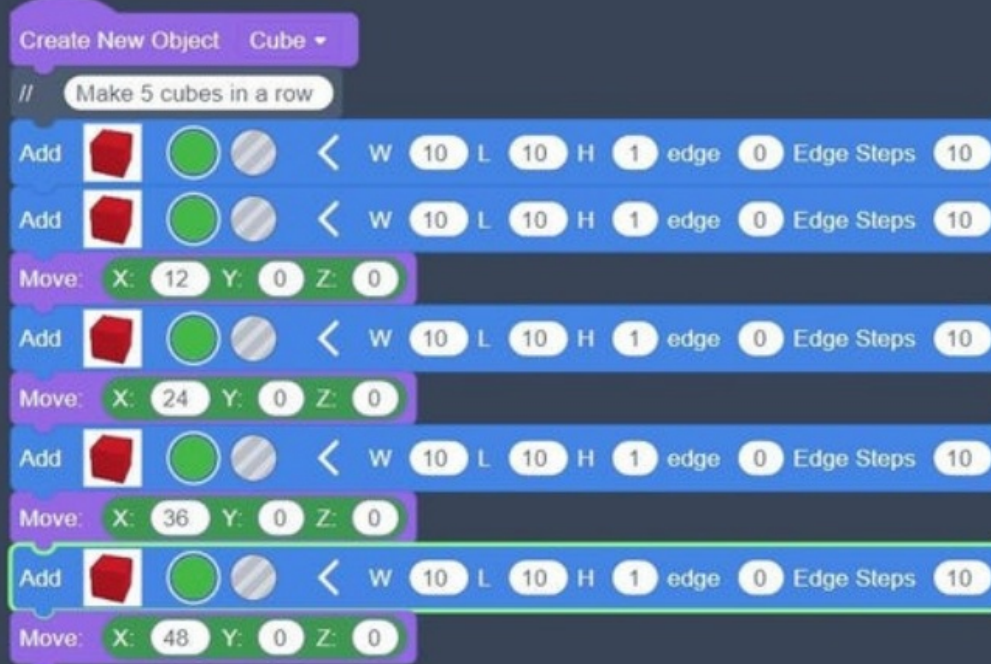 Create New Object Cube
// Make 5 cubes in a row
Add W 10 L 10 H 1 edge 0 Edge Steps 10
Add W 10 L 10 H 1 edge 0 Edge Steps 10
Move: X: 12 Y: 0 Z: 0
Add W 10 L 10 H 1 edge 0 Edge Steps 10
Move: X: 24 Y: 0 Z: 0
Add W 10 L 10 H 1 edge 0 Edge Steps 10
Move: X: 36 Y: 0 Z: 0
Add W 10 L 10 H 1 edge 0 Edge Steps 10
Move: X: 48 Y: 0 Z: 0